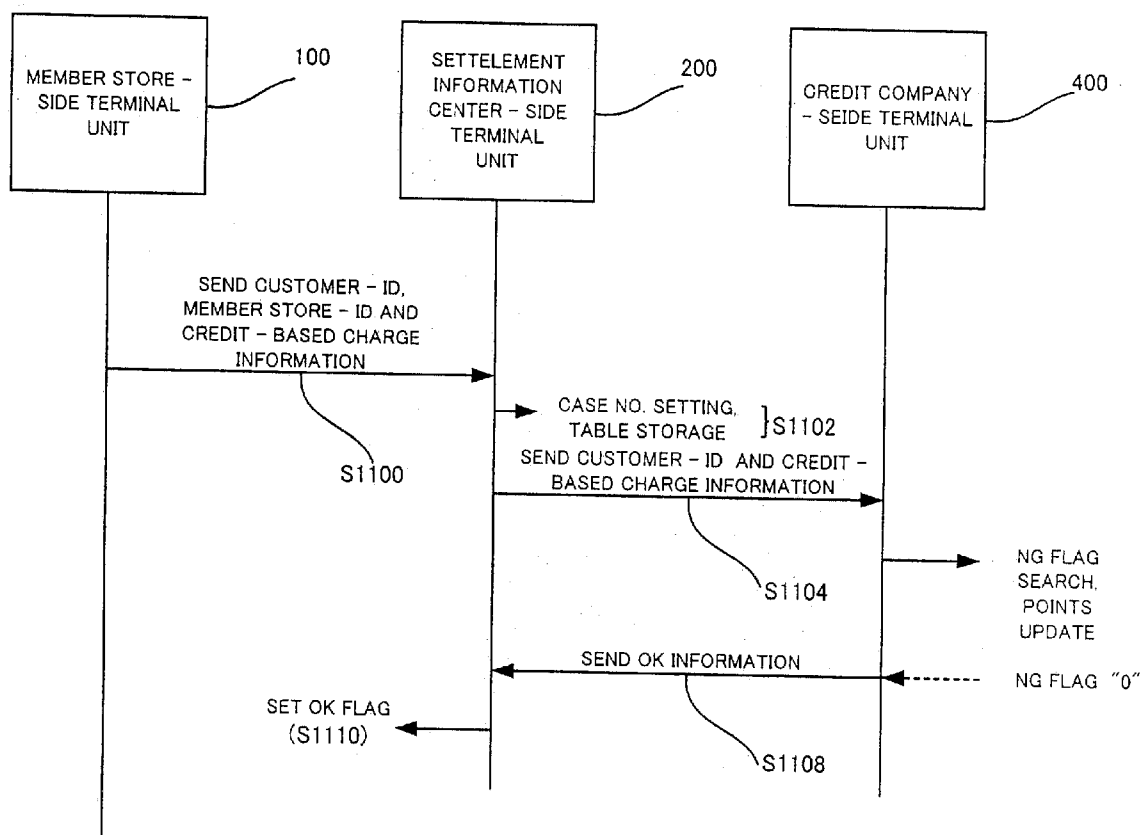 MEMBER STORE -
SIDE TERMINAL
UNIT
100
SETTELEMENT
INFORMATION
CENTER - SIDE
TERMINAL
UNIT
200
CREDIT COMPANY
- SEIDE TERMINAL
UNIT
400
SEND CUSTOMER - ID,
MEMBER STORE - ID AND
CREDIT - BASED CHARGE
INFORMATION
S1100
CASE NO. SETTING,
TABLE STORAGE
}S1102
SEND CUSTOMER - ID AND CREDIT -
BASED CHARGE INFORMATION
S1104
NG FLAG
SEARCH,
POINTS
UPDATE
SEND OK INFORMATION
NG FLAG "0"
SET OK FLAG
(S1110)
S1108